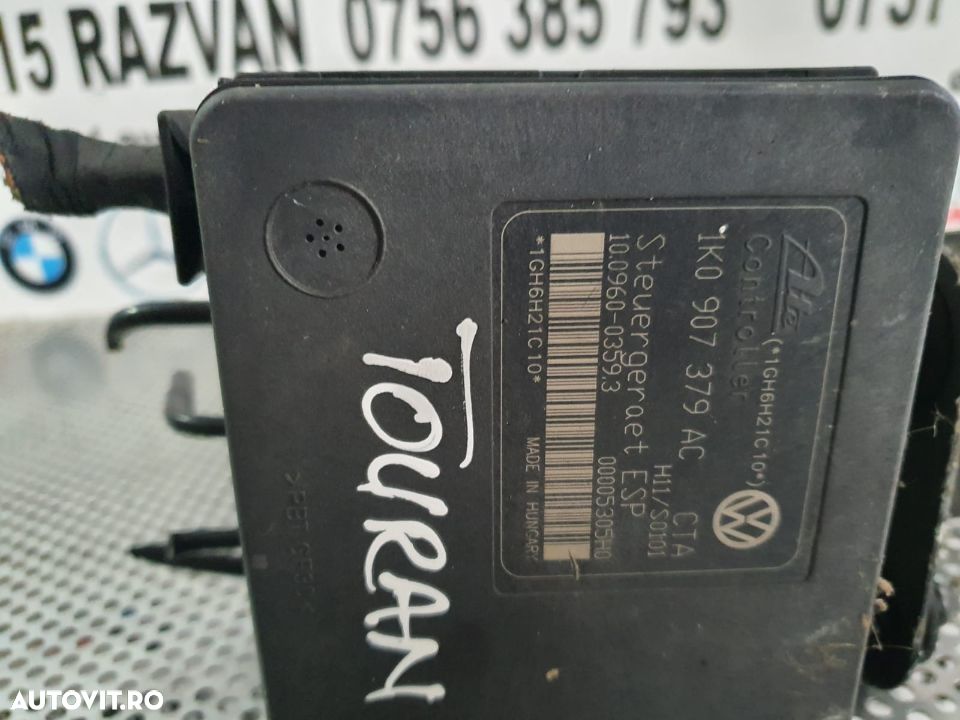 15 RAZVAN 0756 385 793 0757
Ate (*1GH6H21C10*)
Controller CTA
1K0 907 379 AC H11/S0101
Steuergeraet ESP
10.0960-0359.3 00005305H0
*1GH6H21C10* MADE IN HUNGARY
TOURAN
AUTOVIT.RO